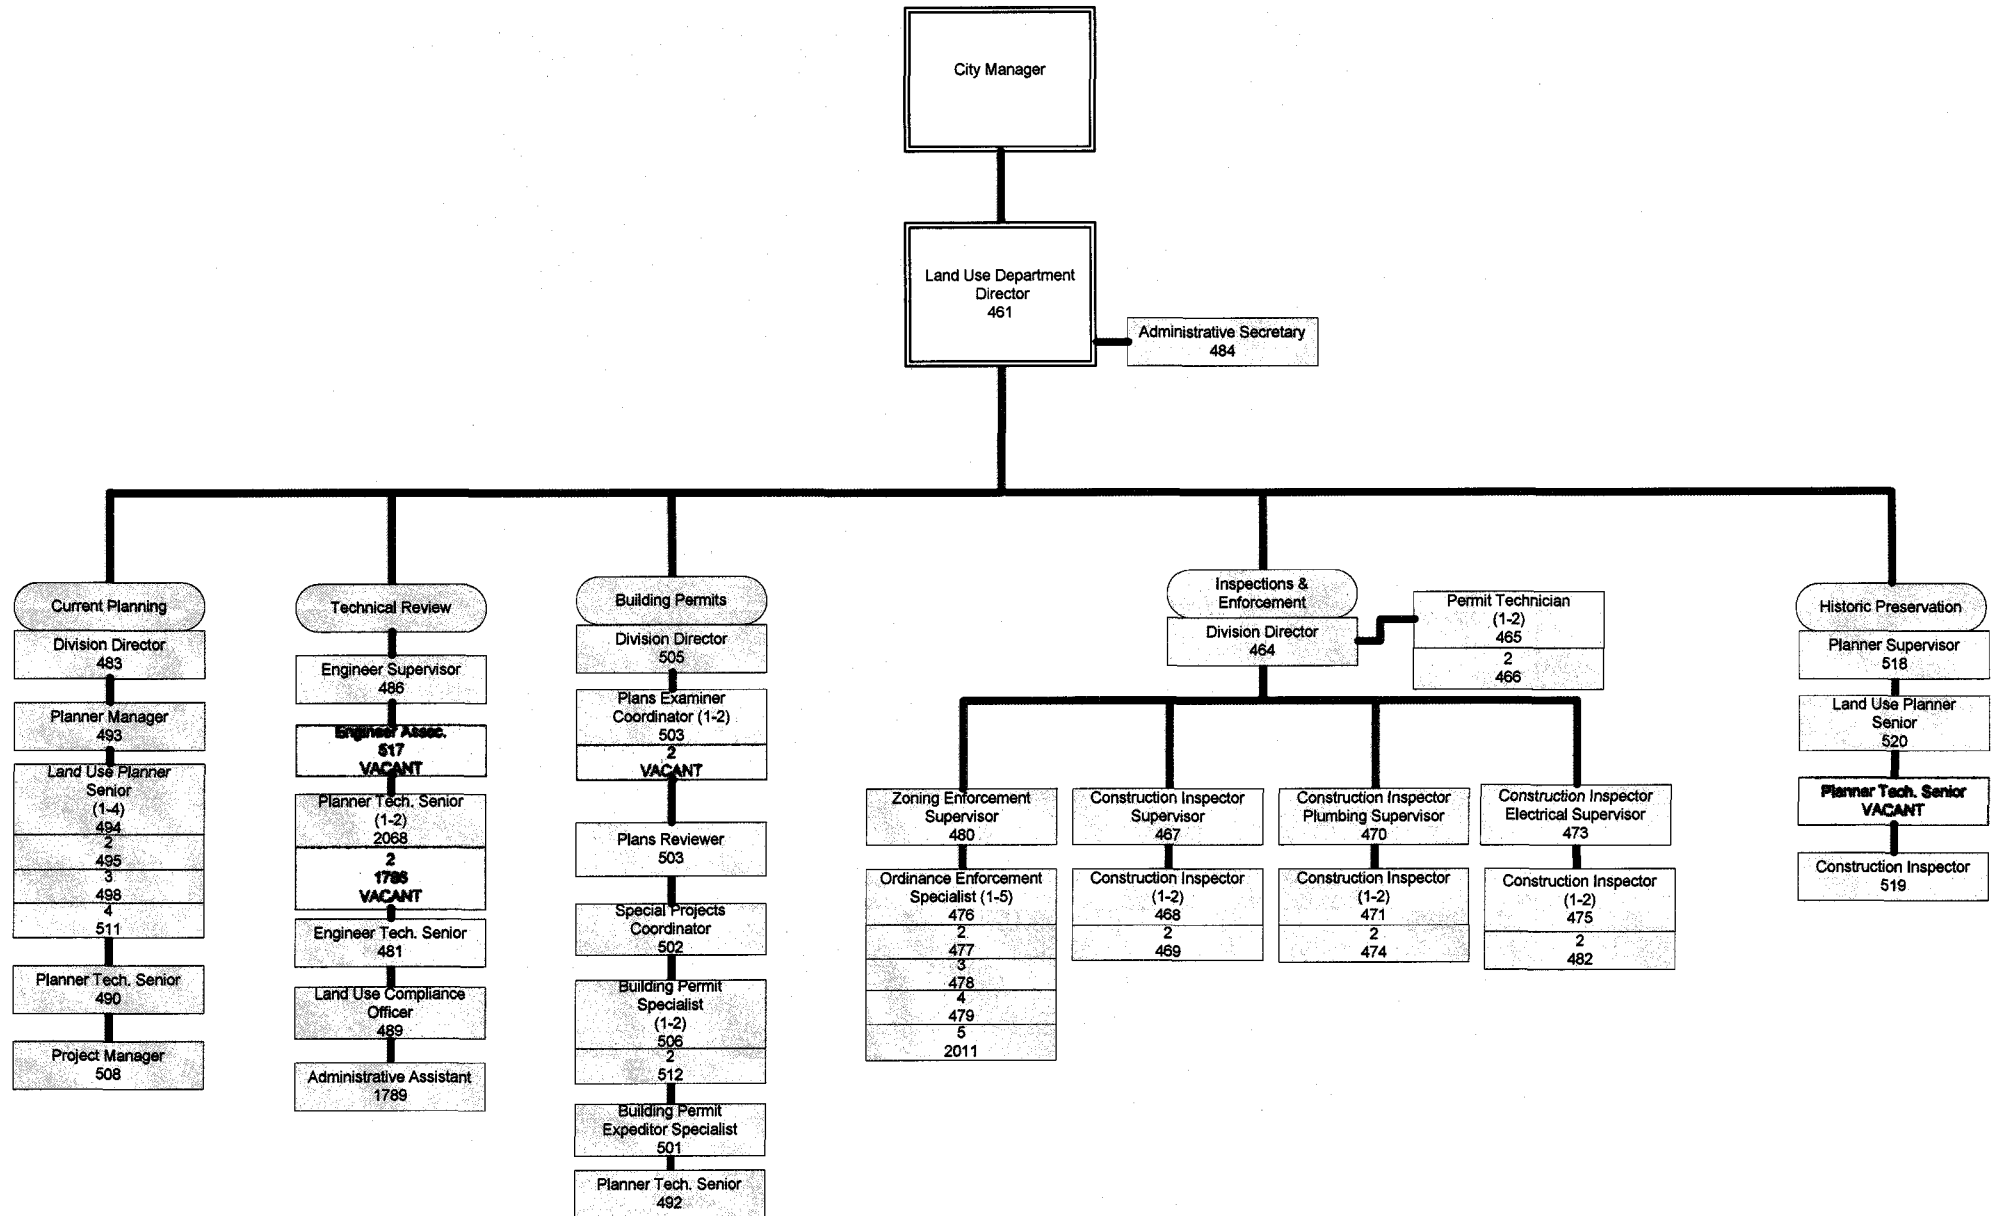 City Manager
Land Use Department
Director
461
Administrative Secretary
484
Current Planning
Division Director
483
Planner Manager
493
Land Use Planner
Senior
(1-4)
494
2
495
3
498
4
511
Planner Tech. Senior
490
Project Manager
508
Technical Review
Engineer Supervisor
486
Engineer Assec.
517
VACANT
Planner Tech. Senior
(1-2)
2068
2
VACANT
Engineer Tech. Senior
481
Land Use Compliance
Officer
489
Administrative Assistant
1789
Building Permits
Division Director
505
Plans Examiner
Coordinator (1-2)
503
2
VACANT
Plans Reviewer
503
Special Projects
Coordinator
502
Building Permit
Specialist
(1-2)
506
2
512
Building Permit
Expeditor Specialist
501
Planner Tech. Senior
492
Inspections &
Enforcement
Division Director
464
Permit Technician
(1-2)
465
2
466
Zoning Enforcement
Supervisor
480
Ordinance Enforcement
Specialist (1-5)
476
2
477
3
478
4
479
5
2011
Construction Inspector
Supervisor
467
Construction Inspector
(1-2)
468
2
469
Construction Inspector
Plumbing Supervisor
470
Construction Inspector
(1-2)
471
2
474
Construction Inspector
Electrical Supervisor
473
Construction Inspector
(1-2)
475
2
482
Historic Preservation
Planner Supervisor
518
Land Use Planner
Senior
520
Planner Tech. Senior
VACANT
Construction Inspector
519